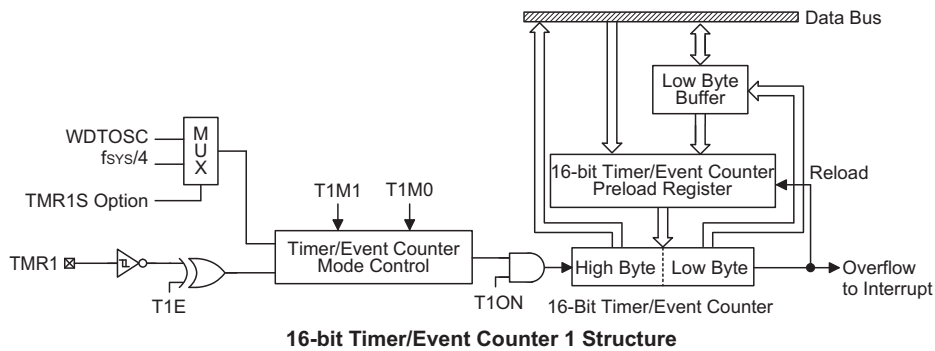 Data Bus
Low Byte
Buffer
WDTOSC
fSYS/4
MUX
TMR1S Option
T1M1
T1M0
16-bit Timer/Event Counter
Preload Register
Reload
TMR1
T1E
Timer/Event Counter
Mode Control
T1ON
High Byte
Low Byte
Overflow
to Interrupt
16-Bit Timer/Event Counter
16-bit Timer/Event Counter 1 Structure